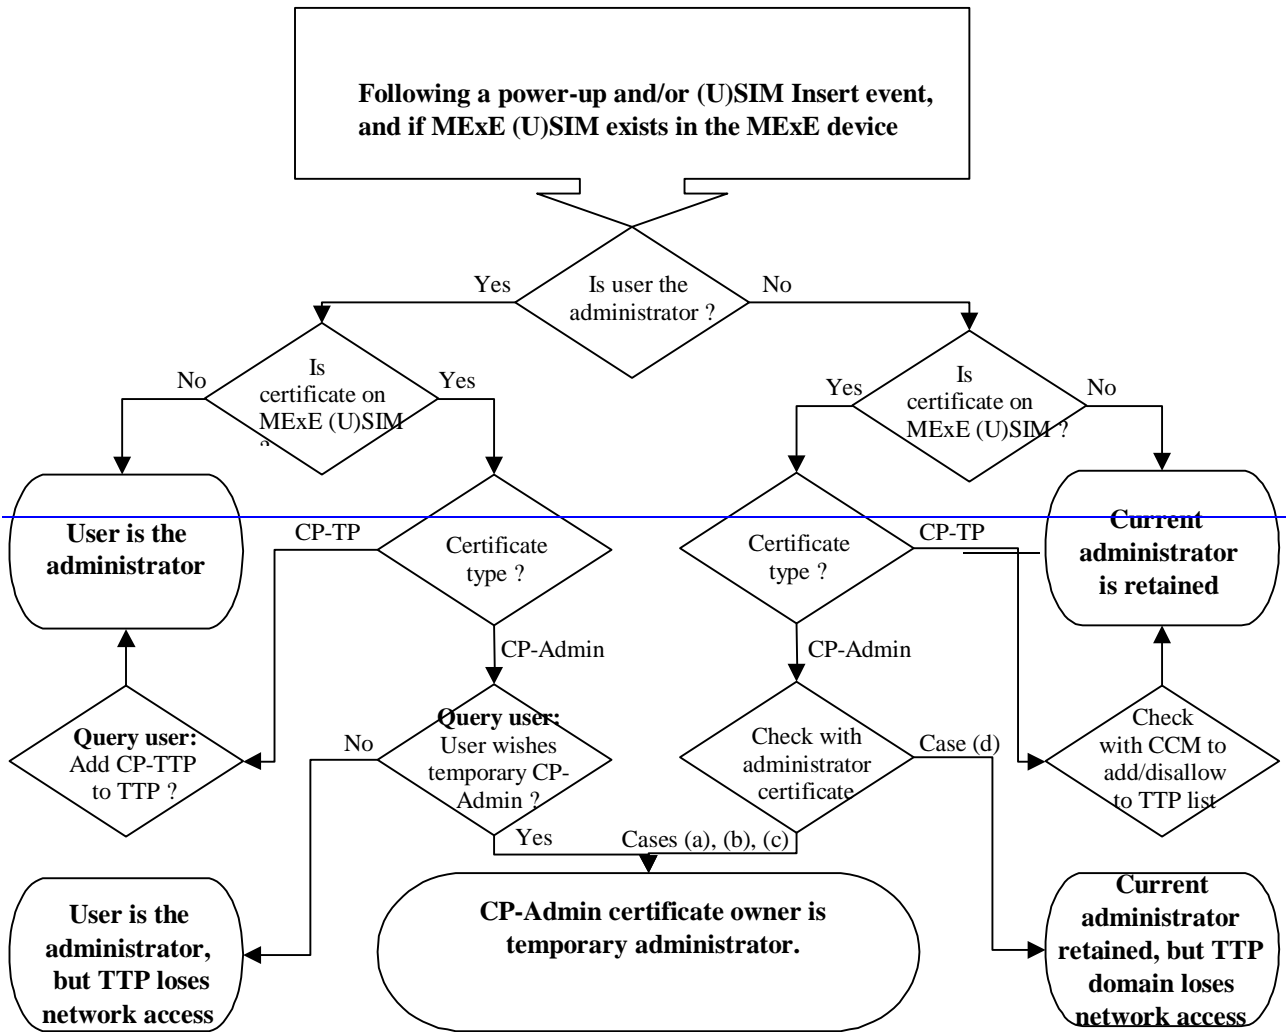 Following a power-up and/or (U)SIM Insert event,
and if MExE (U)SIM exists in the MExE device
Yes
Is user the
administrator ?
No
No
Is
certificate on
MExE (U)SIM
?
Yes
Yes
Is
certificate on
MExE (U)SIM ?
No
User is the
administrator
CP-TP
Certificate
type ?
Certificate
type ?
CP-TP
Current
administrator
is retained
CP-Admin
CP-Admin
Query user:
Add CP-TTP
to TTP ?
No
Query user:
User wishes
temporary CP-
Admin ?
Check with
administrator
certificate
Case (d)
Check
with CCM to
add/disallow
to TTP list
Yes
Cases (a), (b), (c)
User is the
administrator,
but TTP loses
network access
CP-Admin certificate owner is
temporary administrator.
Current
administrator
retained, but TTP
domain loses
network access